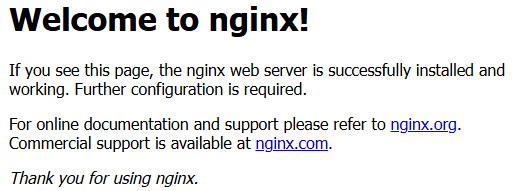 Welcome to nginx!
If you see this page, the nginx web server is successfully installed and
working. Further configuration is required.
For online documentation and support please refer to nginx.org.
Commercial support is available at nginx.com.
Thank you for using nginx.